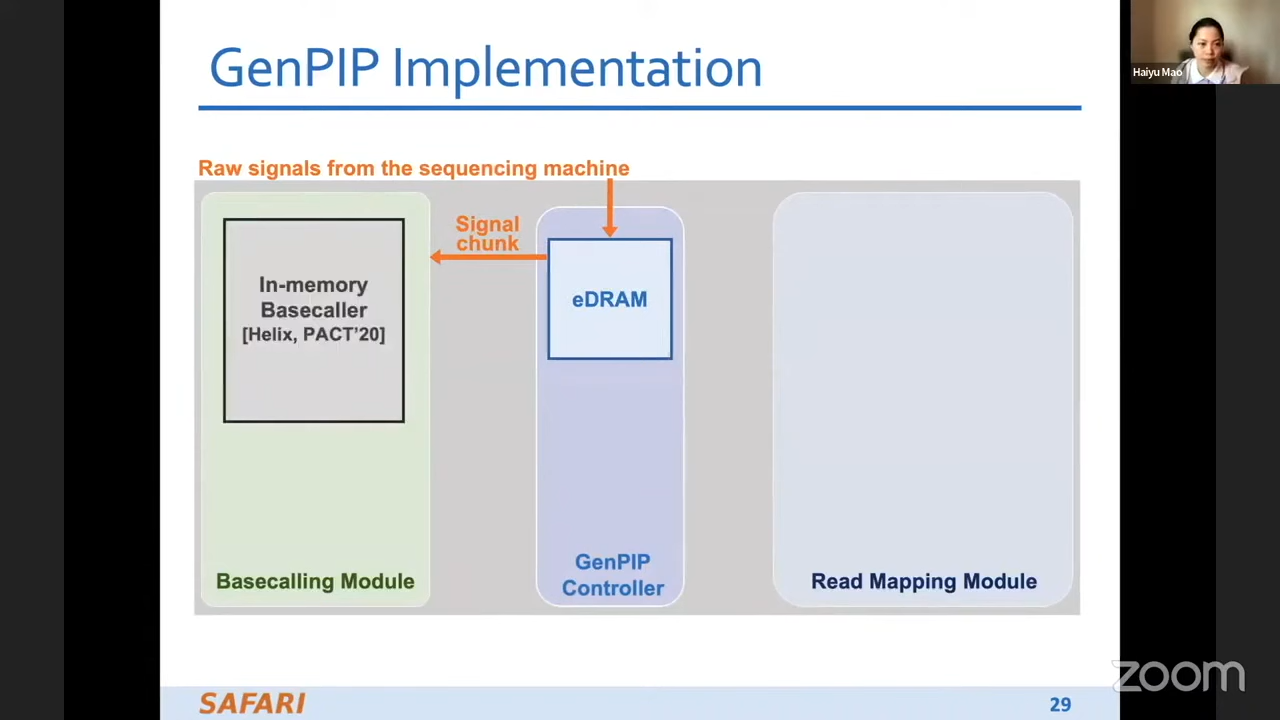 GenPIP Implementation
Haiyu Mao
Raw signals from the sequencing machine
Signal
chunk
In-memory
Basecaller
[Helix, PACT’20]
eDRAM
Basecalling Module
GenPIP
Controller
Read Mapping Module
SAFARI
29
zoom